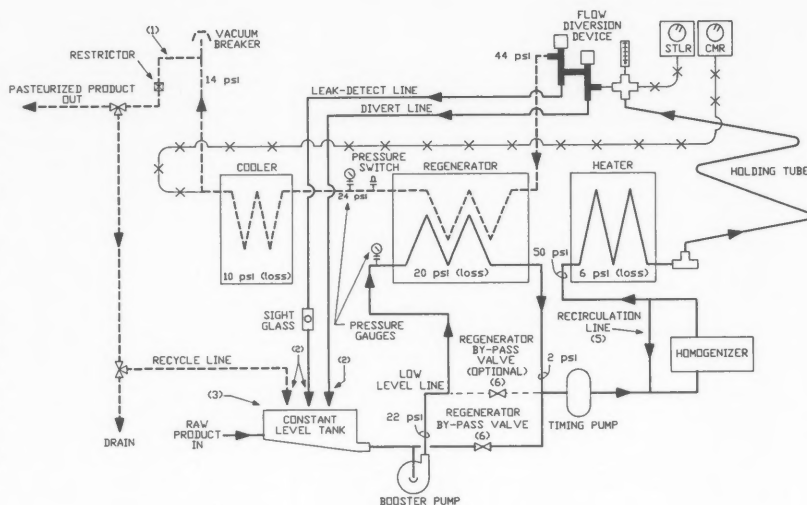 (1)
VACUUM
BREAKER
RESTRICTOR
PASTEURIZED PRODUCT
OUT
14 psi
44 psi
FLOW
DIVERSION
DEVICE
STLR
CMR
LEAK-DETECT LINE
DIVERT LINE
COOLER
PRESSURE
SWITCH
REGENERATOR
HEATER
HOLDING TUBE
24 psi
10 psi (loss)
20 psi (loss)
50 psi
6 psi (loss)
SIGHT
GLASS
PRESSURE
GAUGES
REGENERATOR
BY-PASS
VALVE
(OPTIONAL)
(6)
RECIRCULATION
LINE
(5)
HOMOGENIZER
RECYCLE LINE
(2)
(2)
LOW
LEVEL LINE
2 psi
(3)
CONSTANT
LEVEL TANK
22 psi
REGENERATOR
BY-PASS VALVE
(6)
TIMING PUMP
RAW
PRODUCT
IN
DRAIN
BOOSTER PUMP